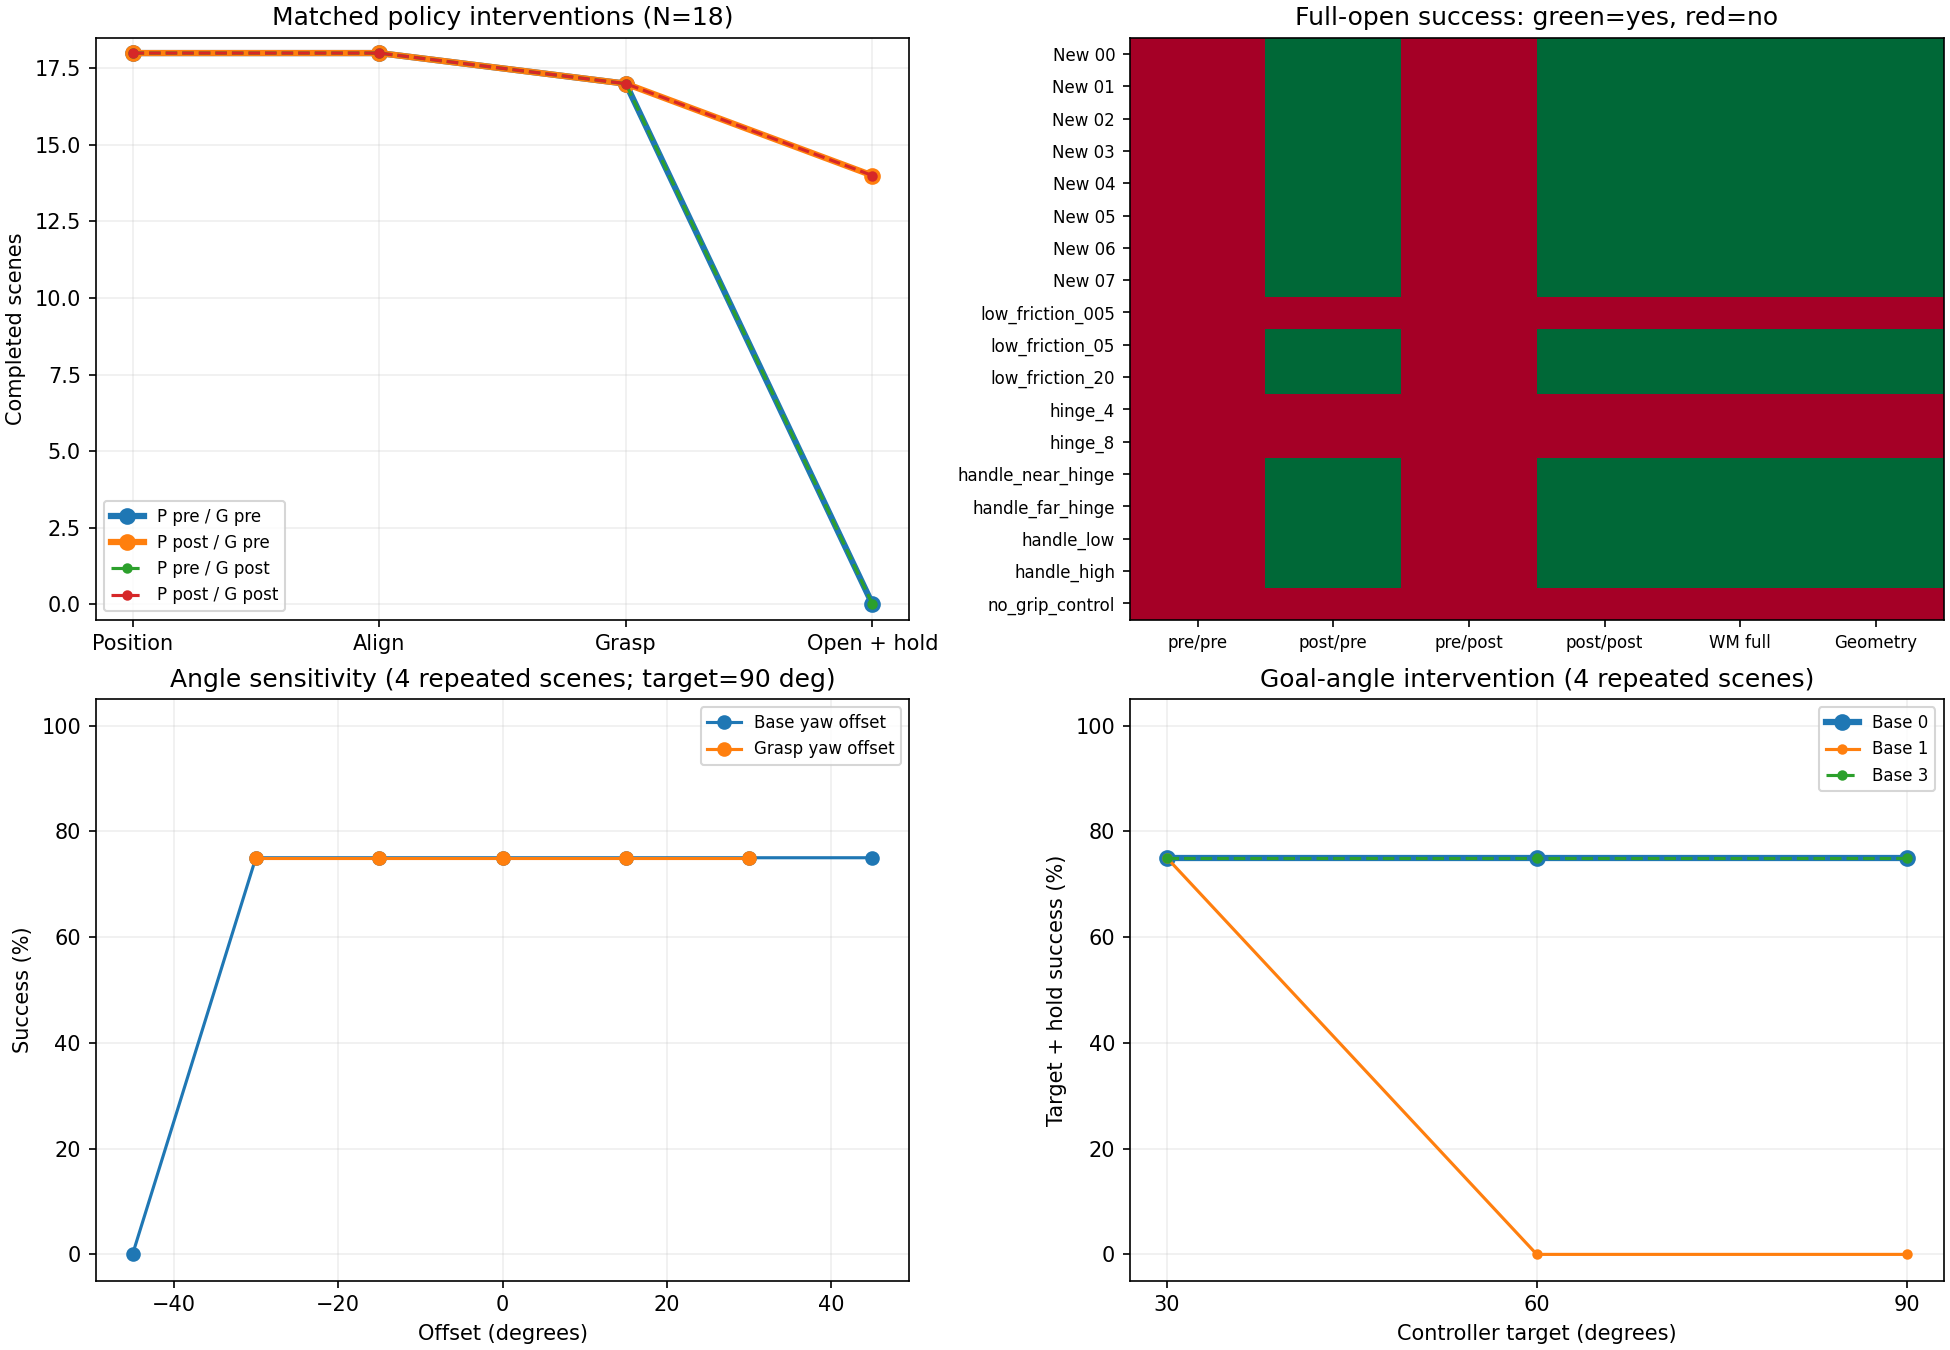 Matched policy interventions (N=18)
Completed scenes
17.5
15.0
12.5
10.0
7.5
5.0
2.5
0.0
P pre / G pre
P post / G pre
P pre / G post
P post / G post
Position
Align
Grasp
Open + hold
Full-open success: green=yes, red=no
New 00
New 01
New 02
New 03
New 04
New 05
New 06
New 07
low_friction_005
low_friction_05
low_friction_20
hinge_4
hinge_8
handle_near_hinge
handle_far_hinge
handle_low
handle_high
no_grip_control
pre/pre
post/pre
pre/post
post/post
WM full
Geometry
Angle sensitivity (4 repeated scenes; target=90 deg)
Success (%)
100
80
60
40
20
0
Base yaw offset
Grasp yaw offset
−40
−20
0
20
40
Offset (degrees)
Goal-angle intervention (4 repeated scenes)
Target + hold success (%)
100
80
60
40
20
0
Base 0
Base 1
Base 3
30
60
90
Controller target (degrees)